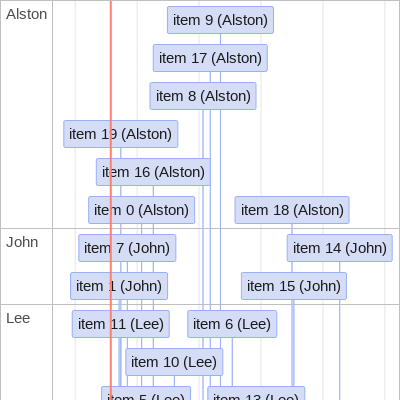 Alston
item 9 (Alston)
item 17 (Alston)
item 8 (Alston)
item 19 (Alston)
item 16 (Alston)
item 0 (Alston)
item 18 (Alston)
John
item 7 (John)
item 14 (John)
item 1 (John)
item 15 (John)
Lee
item 11 (Lee)
item 6 (Lee)
item 10 (Lee)
item 5 (Lee)
item 13 (Lee)